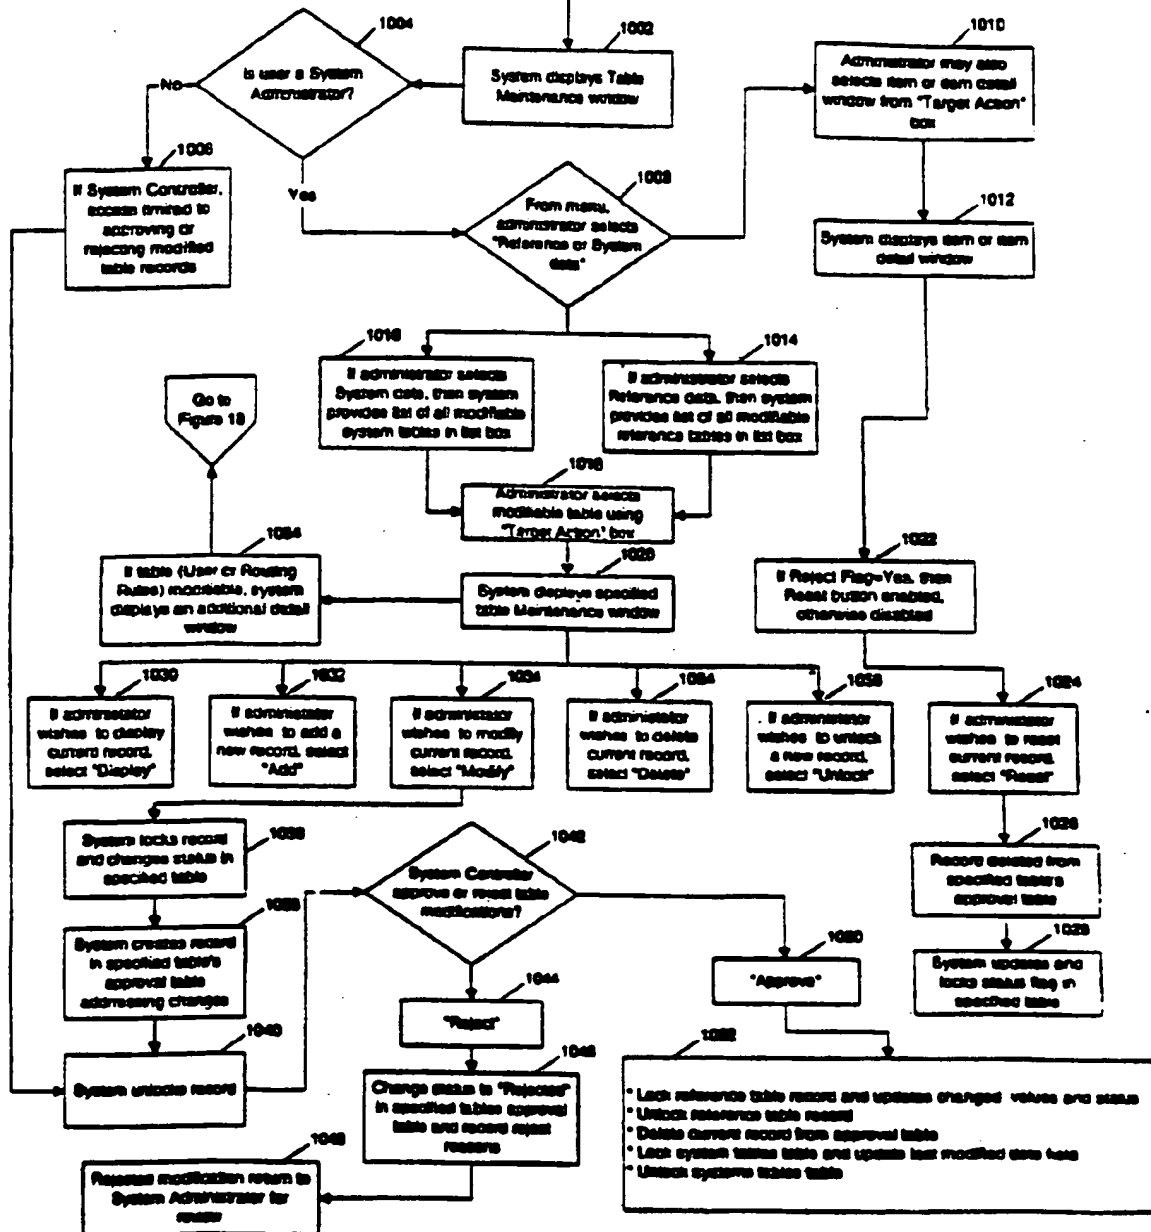 1004
Is user a System
Administrator?
No
Yes
1002
System displays Table
Maintenance window
1010
Administrator may also
selects item or item detail
window from "Target Action"
box
1006
If System Controller,
access limited to
approving or
rejecting modified
table records
1008
From menu,
administrator selects
"Reference or System
data"
1012
System displays item or item
detail window
1016
If administrator selects
System data, then system
provides list of all modifiable
system tables in list box
1014
If administrator selects
Reference data, then system
provides list of all modifiable
reference tables in list box
Go to
Figure
1018
Administrator selects
modifiable table using
"Target Action" box
If table (User or Routing
Rules) modifiable, system
displays an additional detail
window
1020
System displays specified
table Maintenance window
1022
If Reject Flag=Yes, then
Reset button enabled,
otherwise disabled
1030
If administator
wishes to display
current record,
select "Display"
1032
If administator
wishes to add a
new record, select
"Add"
If administator
wishes to modify
current record,
select "Modify"
If administator
wishes to delete
current record,
select "Delete"
If administator
wishes to unlock
a new record,
select "Unlock"
1024
If administator
wishes to reset
current record,
select "Reset"
System locks record
and changes status in
specified table
System creates record
in specified table's
approval table
addressing changes
1040
System unlocks record
1042
System Controller
approve or reject table
modifications?
1044
"Reject"
Change status to "Rejected"
in specified tables approval
table and record reject
reasons
Rejected modification return to
System Administrator for
review
"Approve"
1026
Record deleted from
specified table's
approval table
System updates and
locks status flag in
specified table
* Lock reference table record and updates changed values and status
* Unlock reference table record
* Delete current record from approval table
* Lock system tables table and update last modified date
* Unlock systems tables table